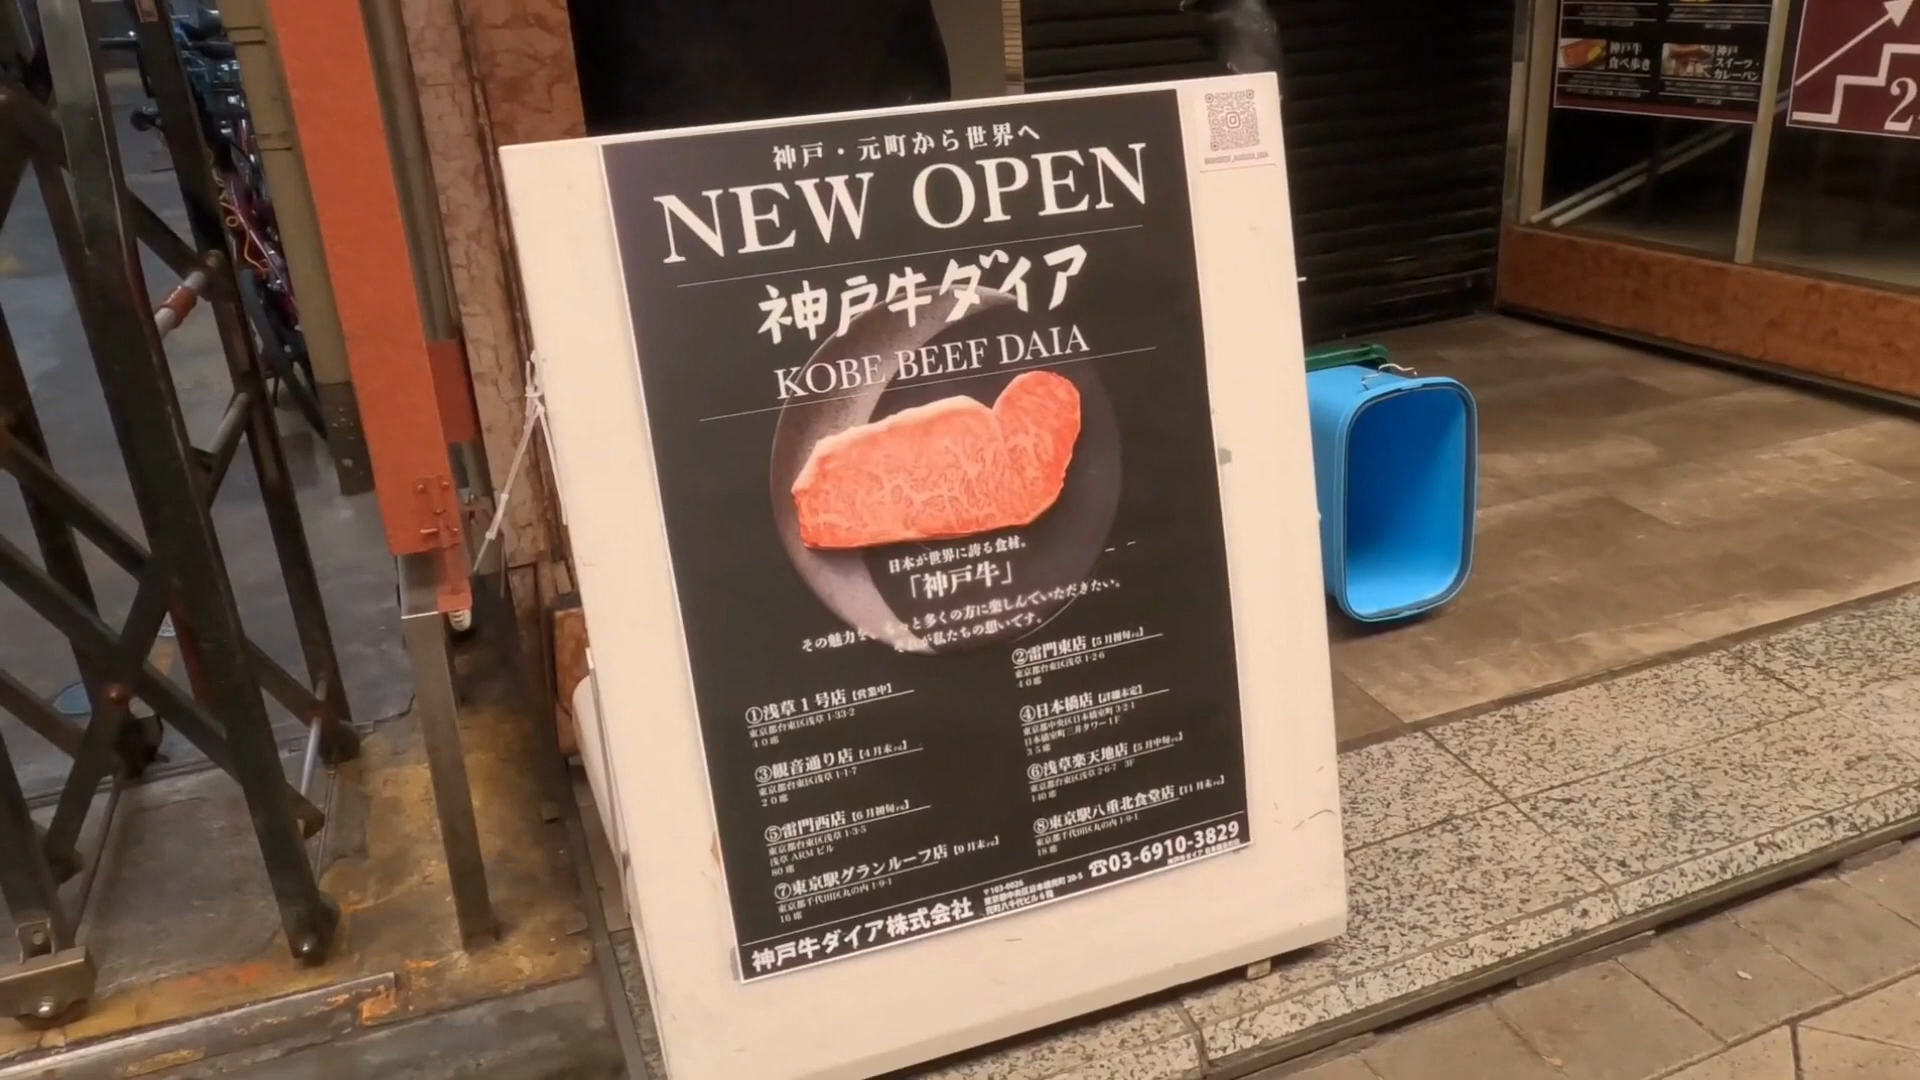 神戸・元町から世界へ
NEW OPEN
神戸牛ダイア
KOBE BEEF DAIA
日本が世界に誇る食材。
「神戸牛」
その魅力を もっと多くの方に楽しんでいただきたい。
が私たちの想いです。
①浅草1号店【営業中】
東京都台東区浅草1-33-2
40席
②雷門東店【5月初旬】
東京都台東区浅草1-2-6
40席
③観音通り店【4月末】
東京都台東区浅草1-1-7
20席
④日本橋店【詳細未定】
東京都中央区日本橋室町3-2-1
日本橋室町三井タワー1F
35席
⑤雷門西店【6月初旬】
東京都台東区浅草1-3-5
浅草ARMビル
80席
⑥浅草楽天地店【5月中旬】
東京都台東区浅草2-6-7 3F
140席
⑦東京駅グランルーフ店【9月末】
東京都千代田区丸の内1-9-1
16席
⑧東京駅八重北食堂店【11月末】
東京都千代田区丸の内1-9-1
18席
神戸牛ダイア株式会社
〒103-0026
☎03-6910-3829
神戸牛
食べ歩き
神戸
スイーツ・
カレーパン
2